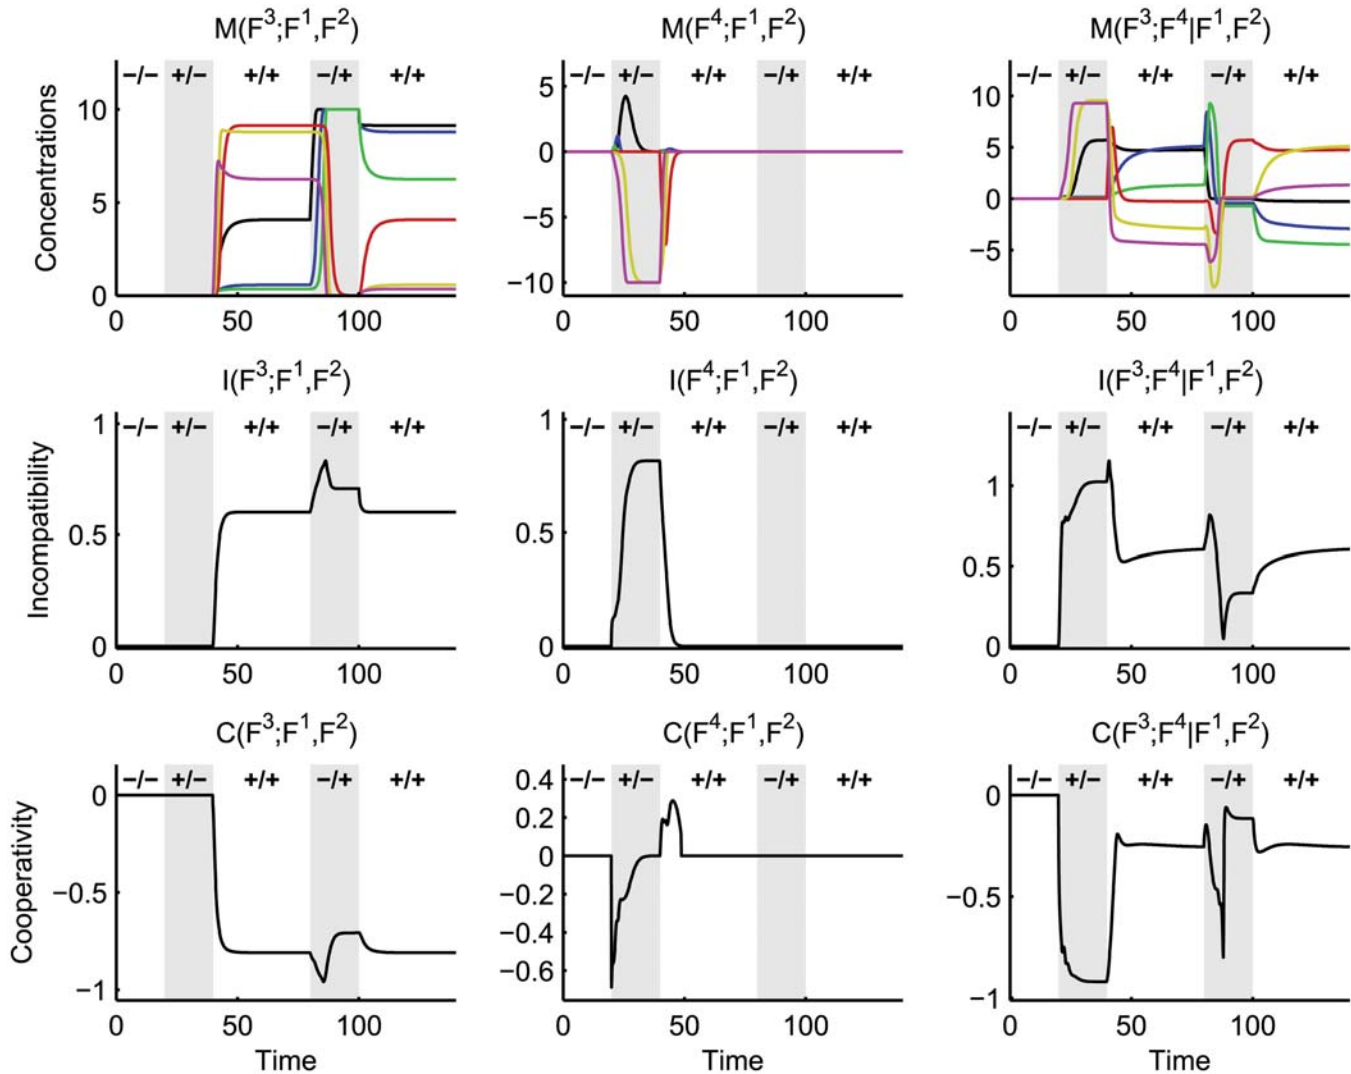 M(F³;F¹,F²) M(F⁴;F¹,F²) M(F³;F⁴|F¹,F²)
Concentrations
−/− +/− +/+ −/+ +/+
10
5
0
0 50 100
−/− +/− +/+ −/+ +/+
5
0
−5
−10
0 50 100
−/− +/− +/+ −/+ +/+
10
5
0
−5
0 50 100
I(F³;F¹,F²) I(F⁴;F¹,F²) I(F³;F⁴|F¹,F²)
Incompatibility
−/− +/− +/+ −/+ +/+
1
0.5
0
0 50 100
−/− +/− +/+ −/+ +/+
1
0.5
0
0 50 100
−/− +/− +/+ −/+ +/+
1
0.5
0
0 50 100
C(F³;F¹,F²) C(F⁴;F¹,F²) C(F³;F⁴|F¹,F²)
Cooperativity
−/− +/− +/+ −/+ +/+
0
−0.5
−1
0 50 100
Time
−/− +/− +/+ −/+ +/+
0.4
0.2
0
−0.2
−0.4
−0.6
0 50 100
Time
−/− +/− +/+ −/+ +/+
0
−0.5
−1
0 50 100
Time